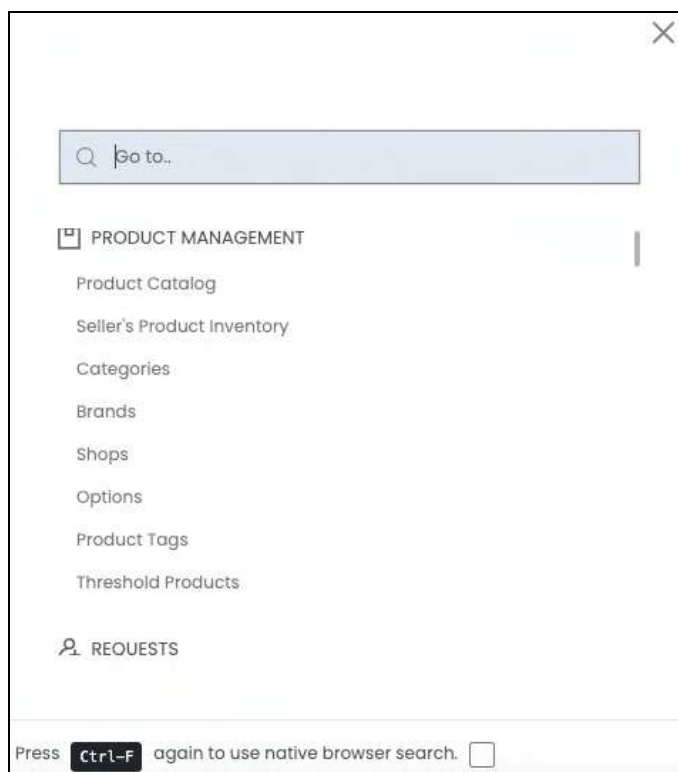 Go to..
PRODUCT MANAGEMENT
Product Catalog
Seller's Product Inventory
Categories
Brands
Shops
Options
Product Tags
Threshold Products
REQUESTS
Press Ctrl-F again to use native browser search.